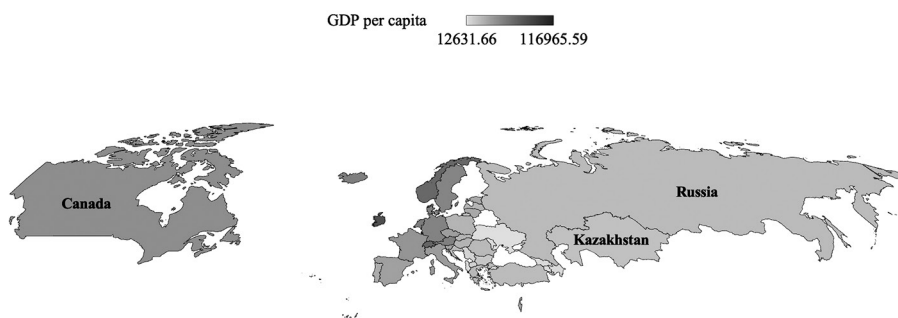 GDP per capita
12631.66 116965.59
Canada
Russia
Kazakhstan